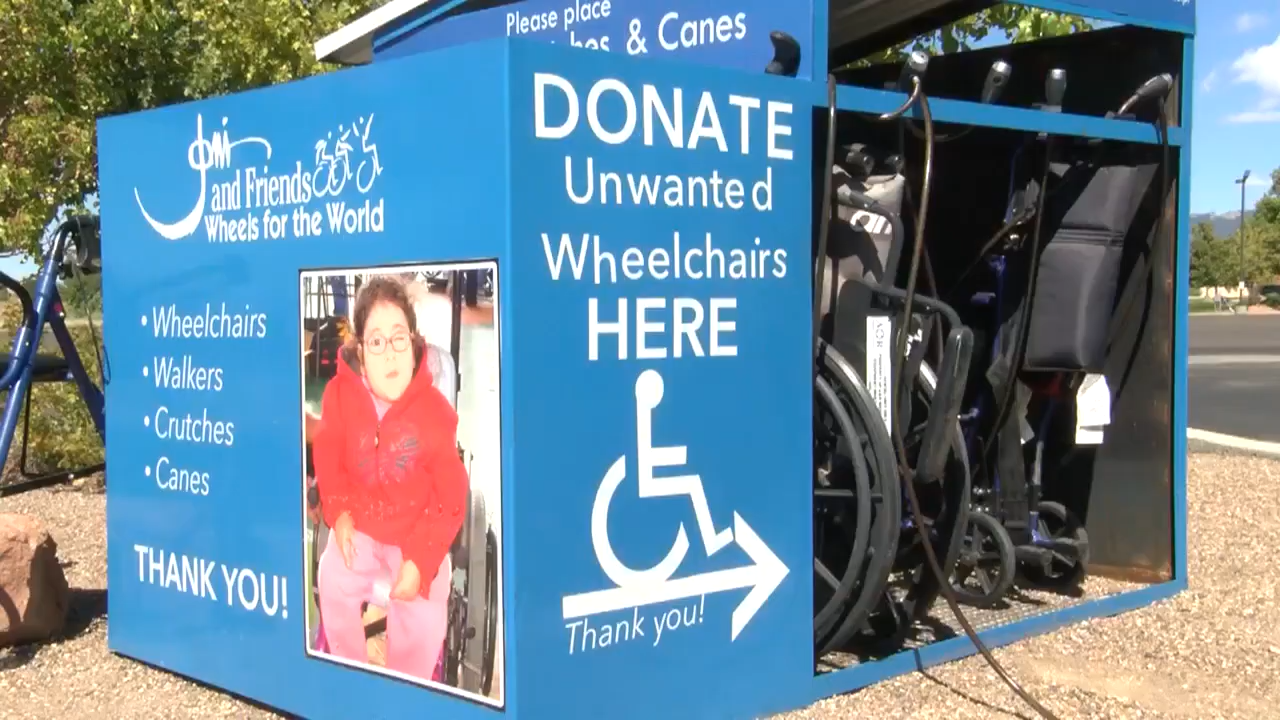 Please place
& Canes
Joni
and Friends
Wheels for the World
• Wheelchairs
• Walkers
• Crutches
• Canes
THANK YOU!
DONATE
Unwanted
Wheelchairs
HERE
Thank you!